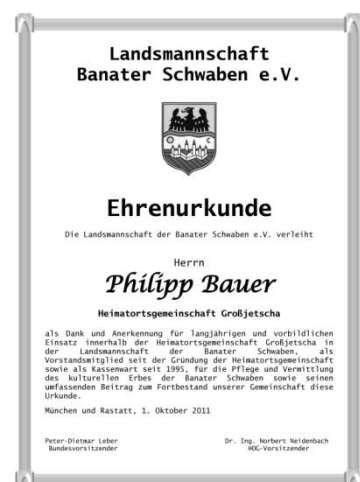 Landsmannschaft
Banater Schwaben e.V.
Ehrenurkunde
Die Landsmannschaft der Banater Schwaben e.V. verleiht
Herrn
Philipp Bauer
Heimatortsgemeinschaft Großjetscha
als Dank und Anerkennung für langjährigen und vorbildlichen
Einsatz innerhalb der Heimatortsgemeinschaft Großjetscha in
der Landsmannschaft der Banater Schwaben, als
Vorstandsmitglied seit der Gründung der Heimatortsgemeinschaft
sowie als Kassenwart seit 1995, für die Pflege und Vermittlung
des kulturellen Erbes der Banater Schwaben sowie seinen
umfassenden Beitrag zum Fortbestand unserer Gemeinschaft diese
Urkunde.
München und Rastatt, 1. Oktober 2011
Peter-Dietmar Leber Dr. Ing. Norbert Neidenbach
Bundesvorsitzender HOG-Vorsitzender